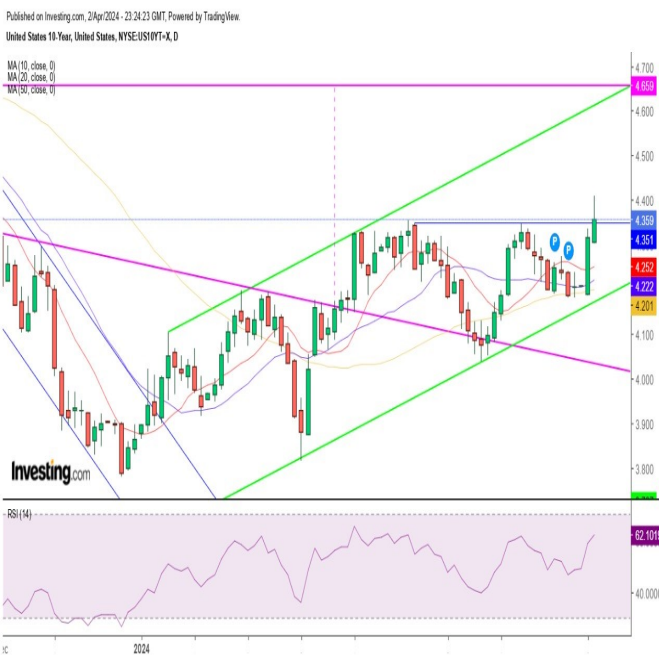 Published on Investing.com, 2/Apr/2024 - 23:24:23 GMT, Powered by TradingView.
United States 10-Year, United States, NYSE:US10YT=X, D
MA (10, close, 0)
MA (20, close, 0)
MA (50, close, 0)
4.700
4.659
4.600
4.500
4.400
4.359
4.351
4.252
4.222
4.201
4.100
4.000
3.900
3.800
P
P
Investing.com
RSI (14)
62.101
40.0000
2024